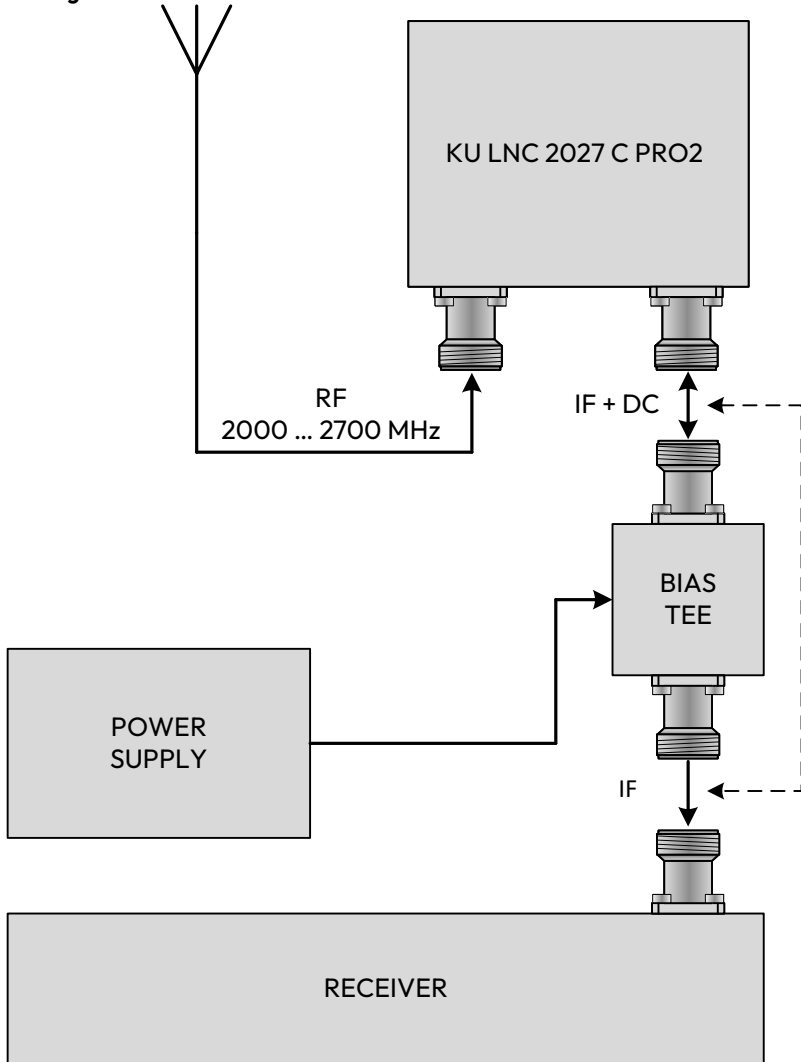 KU LNC 2027 C PRO2
RF
2000 ... 2700 MHz
IF + DC
BIAS
TEE
POWER
SUPPLY
IF
RECEIVER